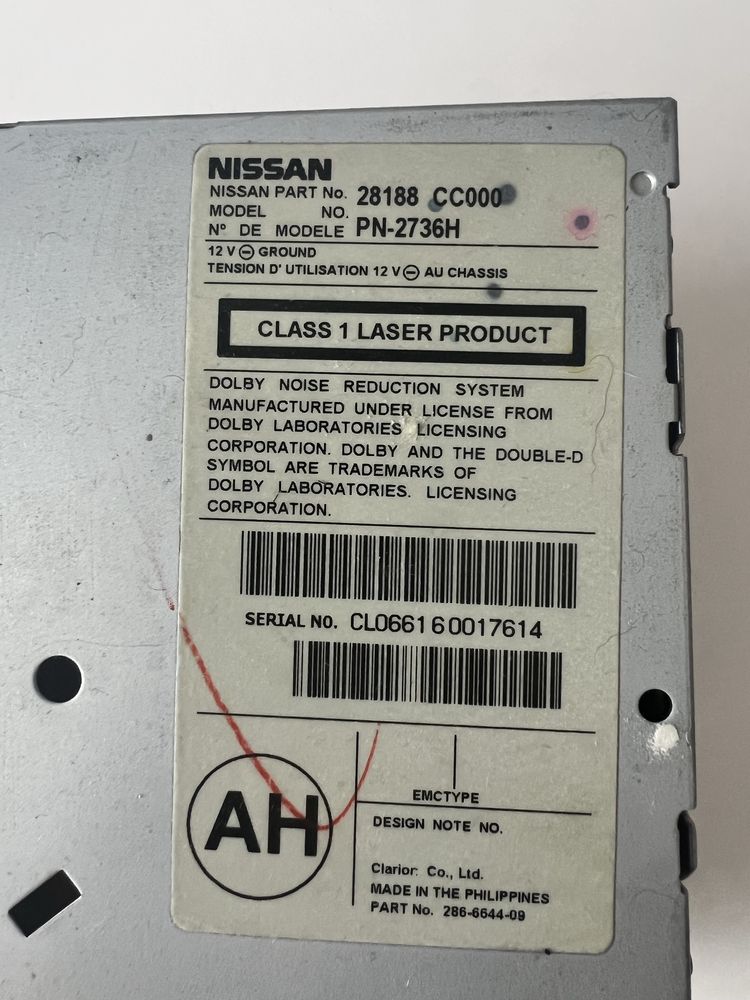 NISSAN
NISSAN PART No. 28188 CC000
MODEL NO.
N° DE MODELE PN-2736H
12 V ⊖ GROUND
TENSION D' UTILISATION 12 V ⊖ AU CHASSIS
CLASS 1 LASER PRODUCT
DOLBY NOISE REDUCTION SYSTEM
MANUFACTURED UNDER LICENSE FROM
DOLBY LABORATORIES LICENSING
CORPORATION. DOLBY AND THE DOUBLE-D
SYMBOL ARE TRADEMARKS OF
DOLBY LABORATORIES. LICENSING
CORPORATION.
SERIAL NO. CL066160017614
AH
EMCTYPE
DESIGN NOTE NO.
Clarior: Co., Ltd.
MADE IN THE PHILIPPINES
PART No. 286-6644-09